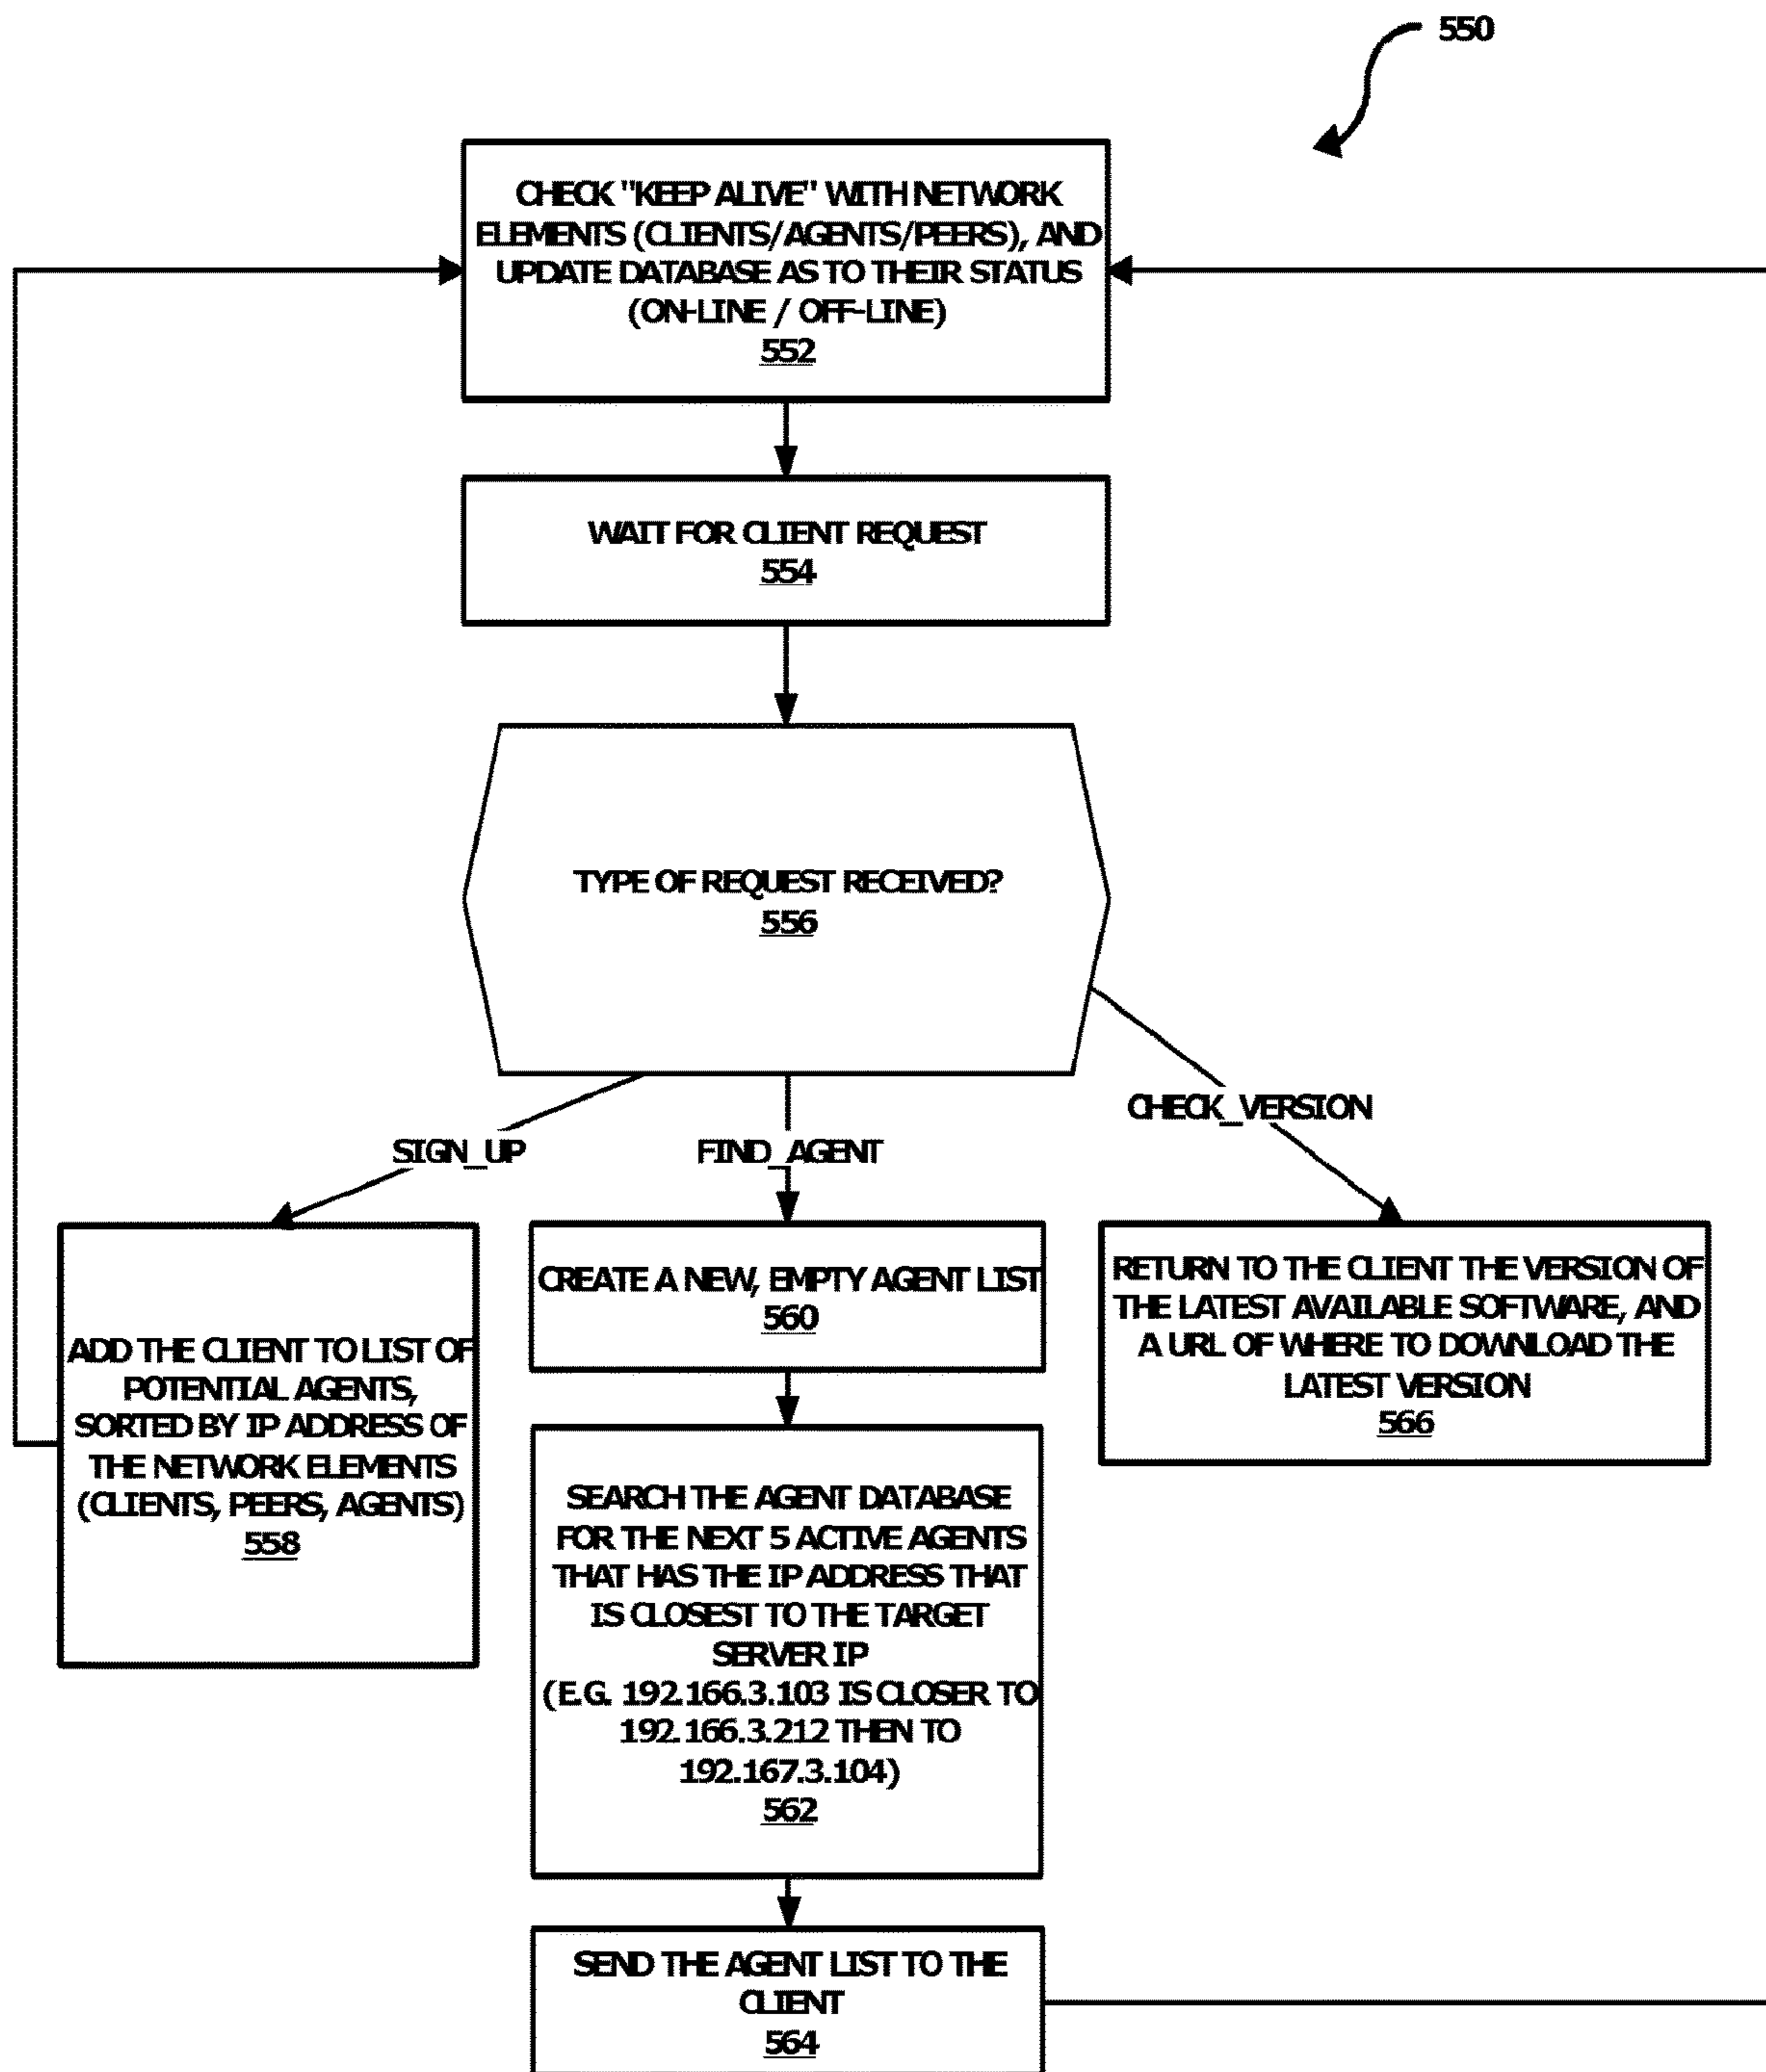 550
CHECK "KEEP ALIVE" WITH NETWORK
ELEMENTS (CLIENTS/AGENTS/PEERS), AND
UPDATE DATABASE AS TO THEIR STATUS
(ON-LINE / OFF-LINE)
552
WAIT FOR CLIENT REQUEST
554
TYPE OF REQUEST RECEIVED?
556
SIGN_UP
FIND_AGENT
CHECK_VERSION
ADD THE CLIENT TO LIST OF
POTENTIAL AGENTS,
SORTED BY IP ADDRESS OF
THE NETWORK ELEMENTS
(CLIENTS, PEERS, AGENTS)
558
CREATE A NEW, EMPTY AGENT LIST
560
SEARCH THE AGENT DATABASE
FOR THE NEXT 5 ACTIVE AGENTS
THAT HAS THE IP ADDRESS THAT
IS CLOSEST TO THE TARGET
SERVER IP
(E.G. 192.166.3.103 IS CLOSER TO
192.166.3.212 THEN TO
192.167.3.104)
562
SEND THE AGENT LIST TO THE
CLIENT
564
RETURN TO THE CLIENT THE VERSION OF
THE LATEST AVAILABLE SOFTWARE, AND
A URL OF WHERE TO DOWNLOAD THE
LATEST VERSION
566